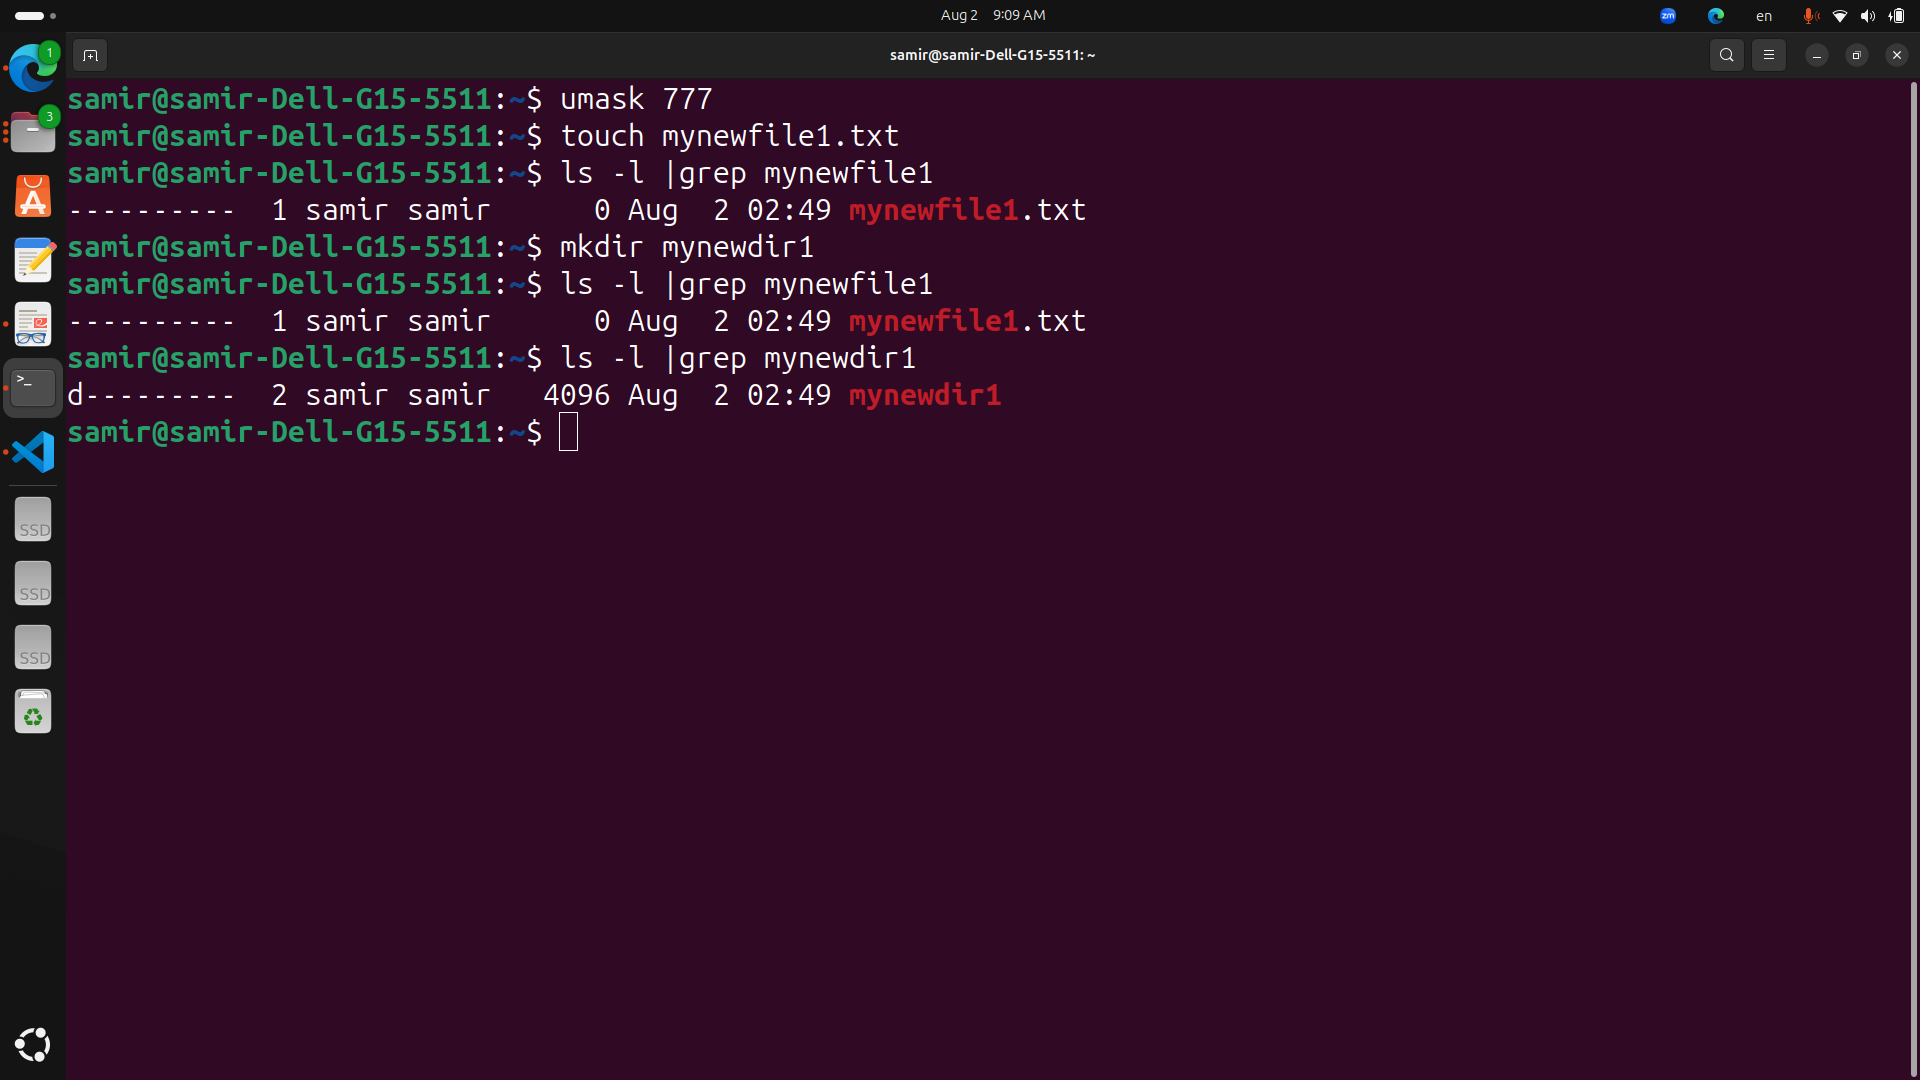 Aug 2 9:09 AM
zm
en
samir@samir-Dell-G15-5511: ~
1
3
SSD
SSD
SSD
samir@samir-Dell-G15-5511:~$ umask 777
samir@samir-Dell-G15-5511:~$ touch mynewfile1.txt
samir@samir-Dell-G15-5511:~$ ls -l |grep mynewfile1
---------- 1 samir samir 0 Aug 2 02:49 mynewfile1.txt
samir@samir-Dell-G15-5511:~$ mkdir mynewdir1
samir@samir-Dell-G15-5511:~$ ls -l |grep mynewfile1
---------- 1 samir samir 0 Aug 2 02:49 mynewfile1.txt
samir@samir-Dell-G15-5511:~$ ls -l |grep mynewdir1
d--------- 2 samir samir 4096 Aug 2 02:49 mynewdir1
samir@samir-Dell-G15-5511:~$